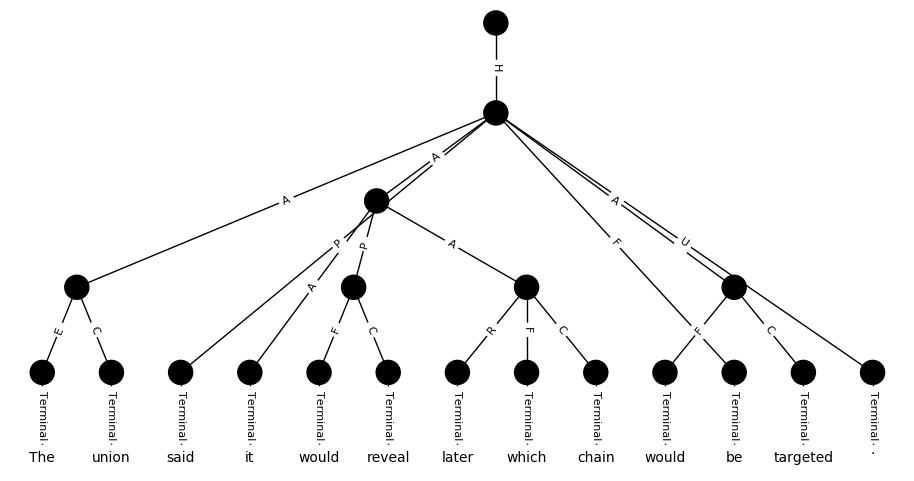 H
A
A
P
P
A
A
F
A
U
E
C
F
C
R
F
C
F
C
Terminal Terminal Terminal Terminal Terminal Terminal Terminal Terminal Terminal Terminal Terminal Terminal Terminal
The union said it would reveal later which chain would be targeted .